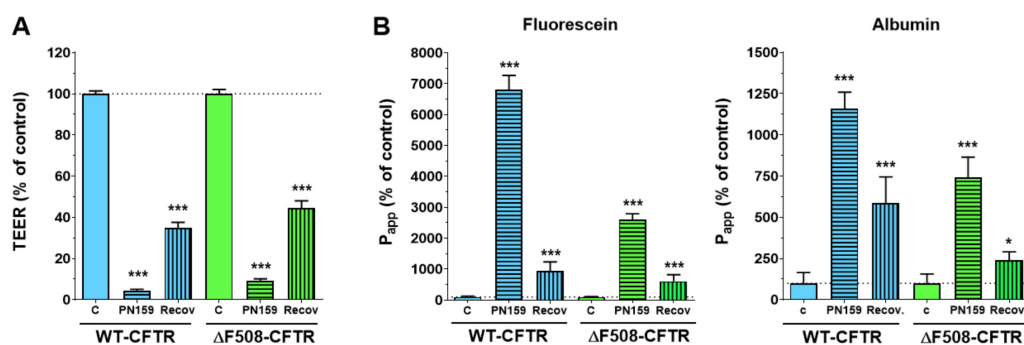 A
TEER (% of control)
120
100
80
60
40
20
0
***
***
***
***
C
PN159
Recov
C
PN159
Recov
WT-CFTR
ΔF508-CFTR
B
Fluorescein
Papp (% of control)
8000
7000
6000
5000
4000
3000
2000
1000
0
***
***
***
***
C
PN159
Recov
C
PN159
Recov
WT-CFTR
ΔF508-CFTR
Albumin
Papp (% of control)
1500
1250
1000
750
500
250
0
***
***
***
*
c
PN159
Recov.
c
PN159
Recov
WT-CFTR
ΔF508-CFTR